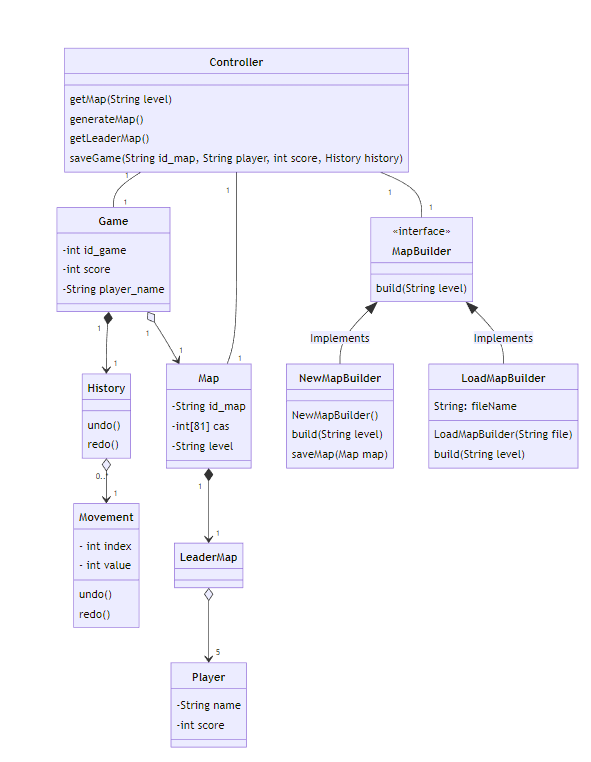 Controller
getMap(String level)
generateMap()
getLeaderMap()
saveGame(String id_map, String player, int score, History history)
1
1
1
1
1
1
Game
-int id_game
-int score
-String player_name
«interface»
MapBuilder
build(String level)
1
1
1
1
Implements
Implements
History
undo()
redo()
Map
-String id_map
-int[81] cas
-String level
NewMapBuilder
NewMapBuilder()
build(String level)
saveMap(Map map)
LoadMapBuilder
String: fileName
LoadMapBuilder(String file)
build(String level)
0..*
1
1
1
Movement
- int index
- int value
undo()
redo()
LeaderMap
5
Player
-String name
-int score